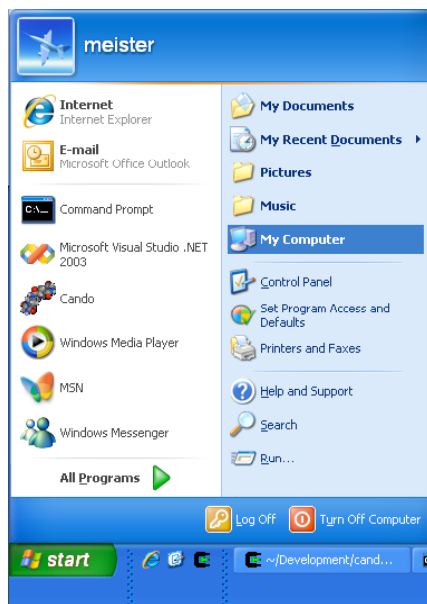 meister
Internet
Internet Explorer
E-mail
Microsoft Office Outlook
Command Prompt
Microsoft Visual Studio .NET
2003
Cando
Windows Media Player
MSN
Windows Messenger
All Programs
My Documents
My Recent Documents
Pictures
Music
My Computer
Control Panel
Set Program Access and
Defaults
Printers and Faxes
Help and Support
Search
Run...
Log Off
Turn Off Computer
start
~/Development/cand...